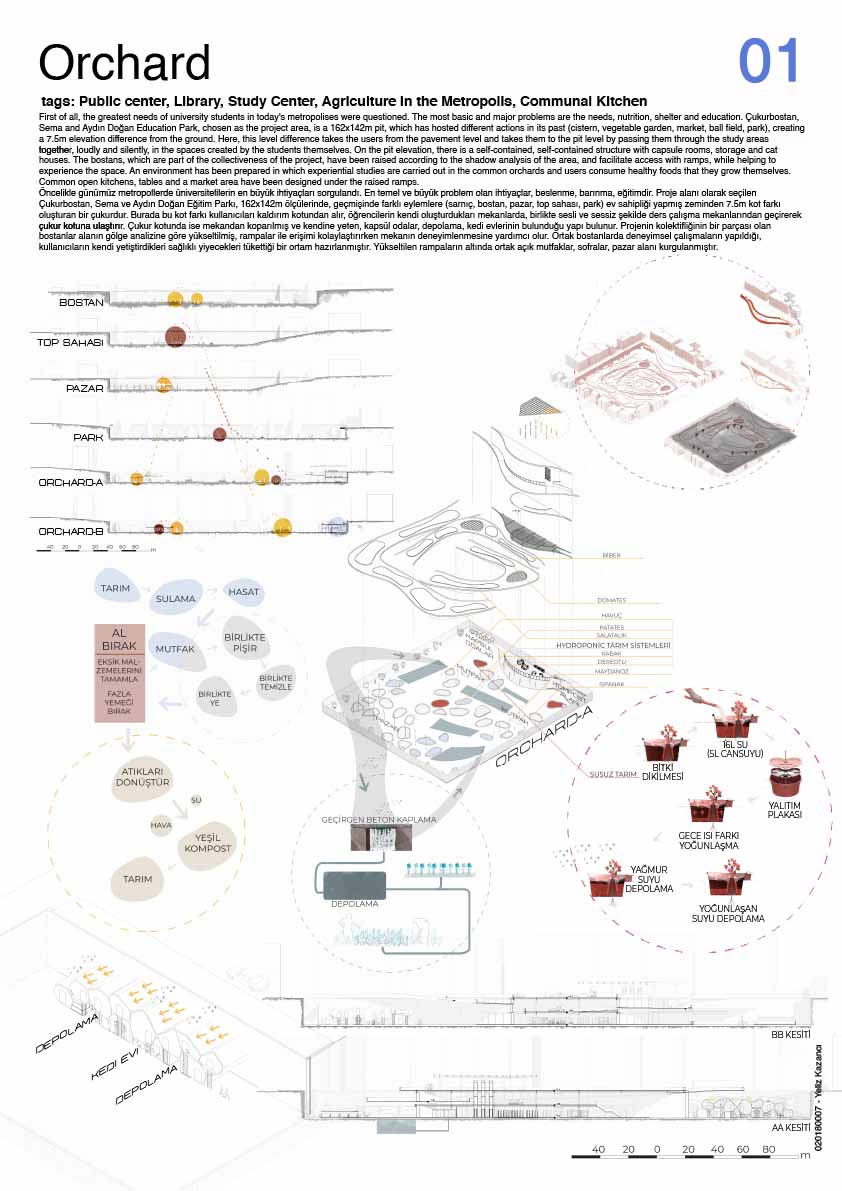 Orchard
01
tags: Public center, Library, Study Center, Agriculture in the Metropolis, Communal Kitchen
First of all, the greatest needs of university students in today's metropolises were questioned. The most basic and major problems are the needs, nutrition, shelter and education. Çukurbostan,
Sema and Aydın Doğan Education Park, chosen as the project area, is a 162x142m pit, which has hosted different actions in its past (cistern, vegetable garden, market, ball field, park), creating
a 7.5m elevation difference from the ground. Here, this level difference takes the users from the pavement level and takes them to the pit level by passing them through the study areas
together, loudly and silently, in the spaces created by the students themselves. On the pit elevation, there is a self-contained, self-contained structure with capsule rooms, storage and cat
houses. The bostans, which are part of the collectiveness of the project, have been raised according to the shadow analysis of the area, and facilitate access with ramps, while helping to
experience the space. An environment has been prepared in which experiential studies are carried out in the common orchards and users consume healthy foods that they grow themselves.
Common open kitchens, tables and a market area have been designed under the raised ramps.
Öncelikle günümüz metropollerde üniversitelilerin en büyük ihtiyaçları sorgulandı. En temel ve büyük problem olan ihtiyaçlar, beslenme, barınma, eğitimdir. Proje alanı olarak seçilen
Çukurbostan, Sema ve Aydın Doğan Eğitim Parkı, 162x142m ölçülerinde, geçmişinde farklı eylemlere (sarnıç, bostan, pazar, top sahası, park) ev sahipliği yapmış zeminden 7.5m kot farkı
oluşturan bir çukurdur. Burada bu kot farkı kullanıcıları kaldırım kotundan alır, öğrencilerin kendi oluşturdukları mekanlarda, birlikte sesli ve sessiz şekilde ders çalışma mekanlarından geçirerek
çukur kotuna ulaştırır. Çukur kotunda ise mekandan koparılmış ve kendine yeten, kapsül odalar, depolama, kedi evlerinin bulunduğu yapı bulunur. Projenin kolektifliğinin bir parçası olan
bostanlar alanın gölge analizine göre yükseltilmiş, rampalar ile erişimi kolaylaştırırken mekanın deneyimlenmesine yardımcı olur. Ortak bostanlarda deneyimsel çalışmaların yapıldığı,
kullanıcıların kendi yetiştirdikleri sağlıklı yiyecekleri tükettiği bir ortam hazırlanmıştır. Yükseltilen rampaların altında ortak açık mutfaklar, sofralar, pazar alanı kurgulanmıştır.
BOSTAN
TOP SAHASI
PAZAR
PARK
ORCHARD-A
ORCHARD-B
40 20 0 20 40 60 80 m
TARIM
SULAMA
HASAT
MUTFAK
BİRLİKTE
PİŞİR
BİRLİKTE
TEMİZLE
BİRLİKTE
YE
AL
BIRAK
EKSİK MAL-
ZEMELERİNİ
TAMAMLA
FAZLA
YEMEĞİ
BIRAK
ATIKLARI
DÖNÜŞTÜR
SU
HAVA
YEŞİL
KOMPOST
TARIM
BİBER
DOMATES
HAVUÇ
PATATES
SALATALIK
HYDROPONIC TARIM SİSTEMLERİ
KABAK
DEREOTU
MAYDANOZ
ISPANAK
KAPSÜL
ODALAR
MUTFAK
KOMPOST
ALANI
PAZAR
MUTFAK
ORCHARD-A
SUSUZ TARIM
GEÇİRGEN BETON KAPLAMA
DEPOLAMA
BİTKİ
DİKİLMESİ
16L SU
(5L CANSUYU)
YALITIM
PLAKASI
GECE ISI FARKI
YOĞUNLAŞMA
YAĞMUR
SUYU
DEPOLAMA
YOĞUNLAŞAN
SUYU DEPOLAMA
DEPOLAMA
KEDI EVI
DEPOLAMA
BB KESİTİ
AA KESİTİ
020180007 - Yeliz Kazancı
40 20 0 20 40 60 80 m